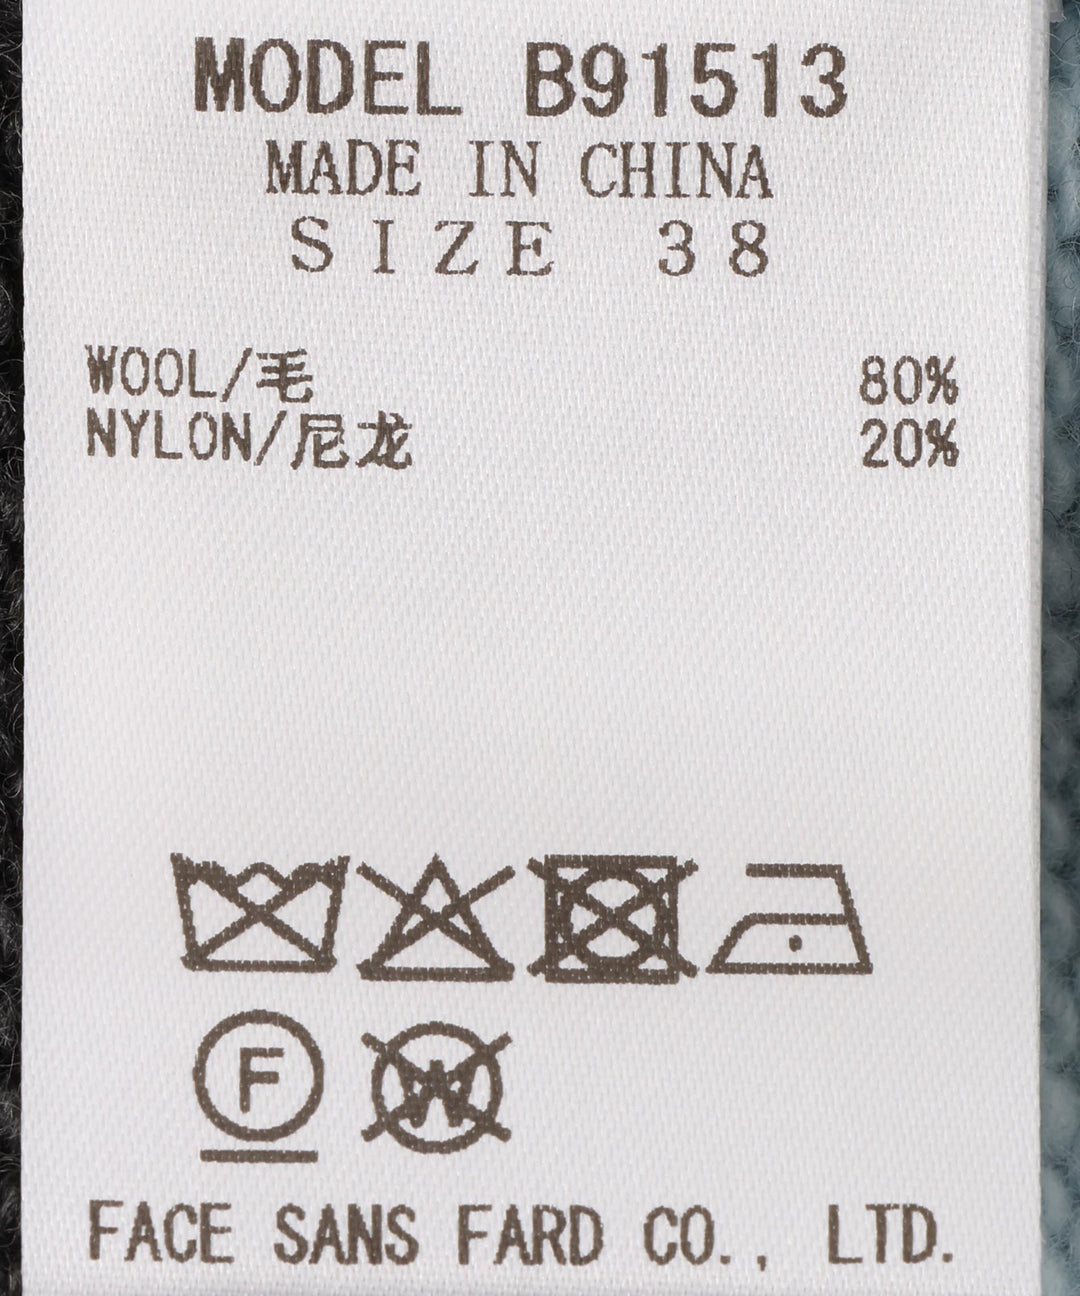 MODEL B91513
MADE IN CHINA
SIZE 38
WOOL/毛 80%
NYLON/尼龙 20%
F
W
FACE SANS FARD CO., LTD.